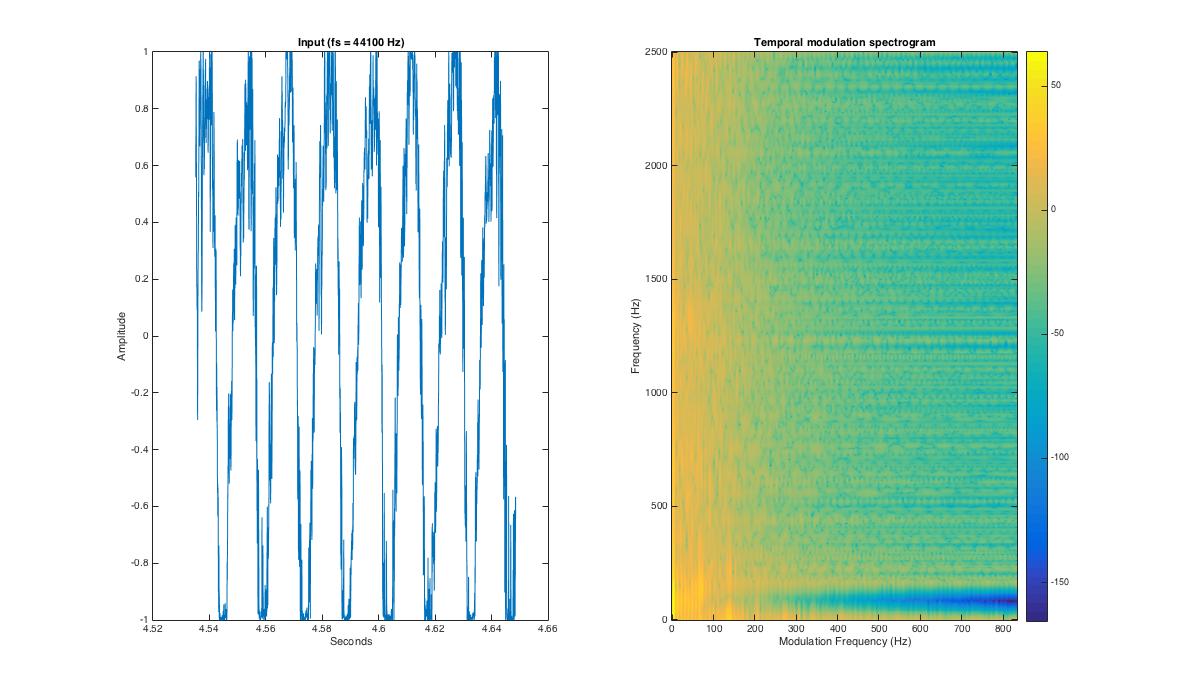 Input (fs = 44100 Hz)
1
0.8
0.6
0.4
0.2
0
-0.2
-0.4
-0.6
-0.8
-1
Amplitude
4.52 4.54 4.56 4.58 4.6 4.62 4.64 4.66
Seconds
Temporal modulation spectrogram
2500
2000
1500
1000
500
0
Frequency (Hz)
0 100 200 300 400 500 600 700 800
Modulation Frequency (Hz)
50
0
-50
-100
-150